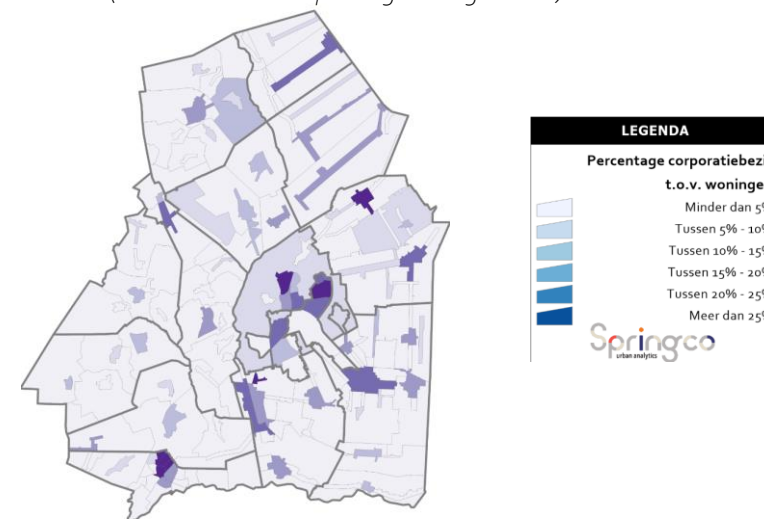 LEGENDA
Percentage corporatiebezi
t.o.v. woninge
Minder dan 5%
Tussen 5% - 10%
Tussen 10% - 15%
Tussen 15% - 20%
Tussen 20% - 25%
Meer dan 25%
Springco
urban analytics